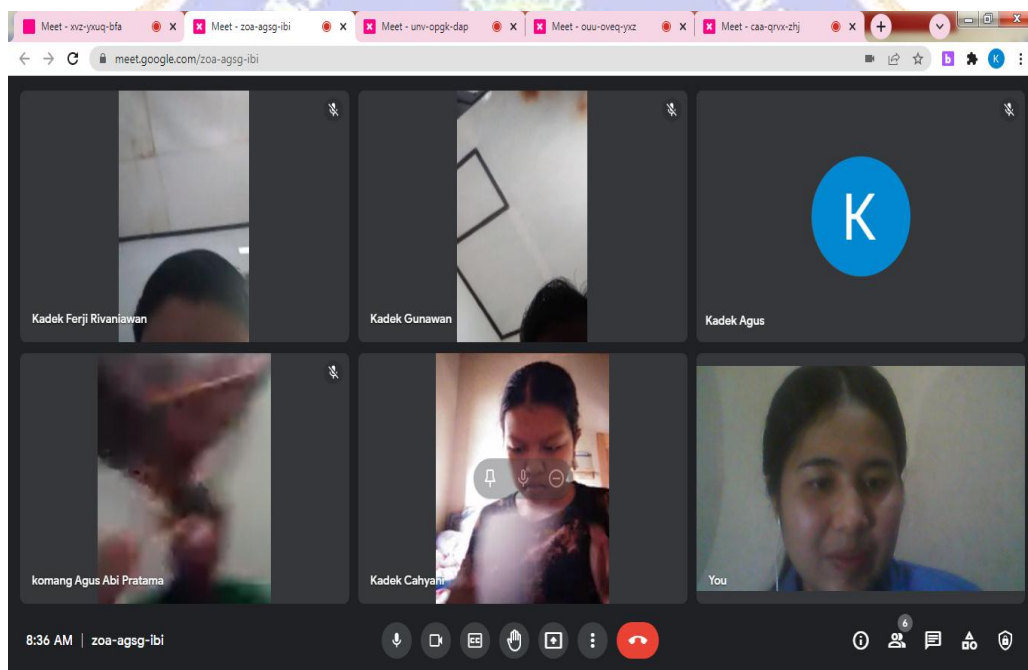 Meet - xvz-yxuq-bfa
Meet - zoa-agsg-ibi
Meet - unv-opgk-dap
Meet - ouu-oveq-yxz
Meet - caa-qrvx-zhj
meet.google.com/zoa-agsg-ibi
b
K
K
Kadek Ferji Rivaniawan
Kadek Gunawan
Kadek Agus
komang Agus Abi Pratama
Kadek Cahyani
You
8:36 AM | zoa-agsg-ibi
CC
6